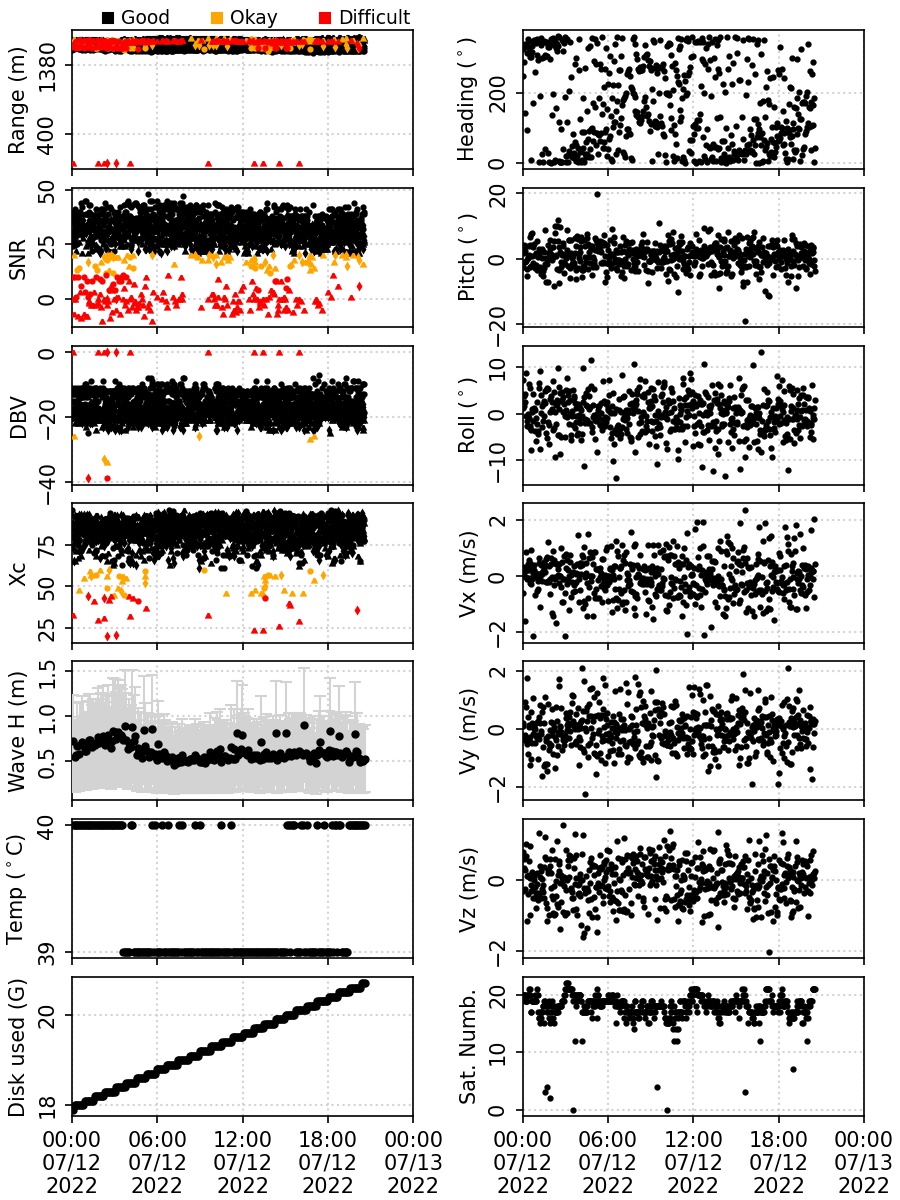 Good Okay Difficult
Range (m)
1380
400
Heading (°)
200
0
SNR
50
25
0
Pitch (°)
20
0
−20
DBV
0
−20
−40
Roll (°)
10
0
−10
Xc
75
50
25
Vx (m/s)
2
0
−2
Wave H (m)
1.5
1.0
0.5
Vy (m/s)
2
0
−2
Temp (°C)
40
39
Vz (m/s)
0
−2
Disk used (G)
20
18
Sat. Numb.
20
10
0
00:00 06:00 12:00 18:00 00:00
07/12 07/12 07/12 07/12 07/13
2022 2022 2022 2022 2022
00:00 06:00 12:00 18:00 00:00
07/12 07/12 07/12 07/12 07/13
2022 2022 2022 2022 2022